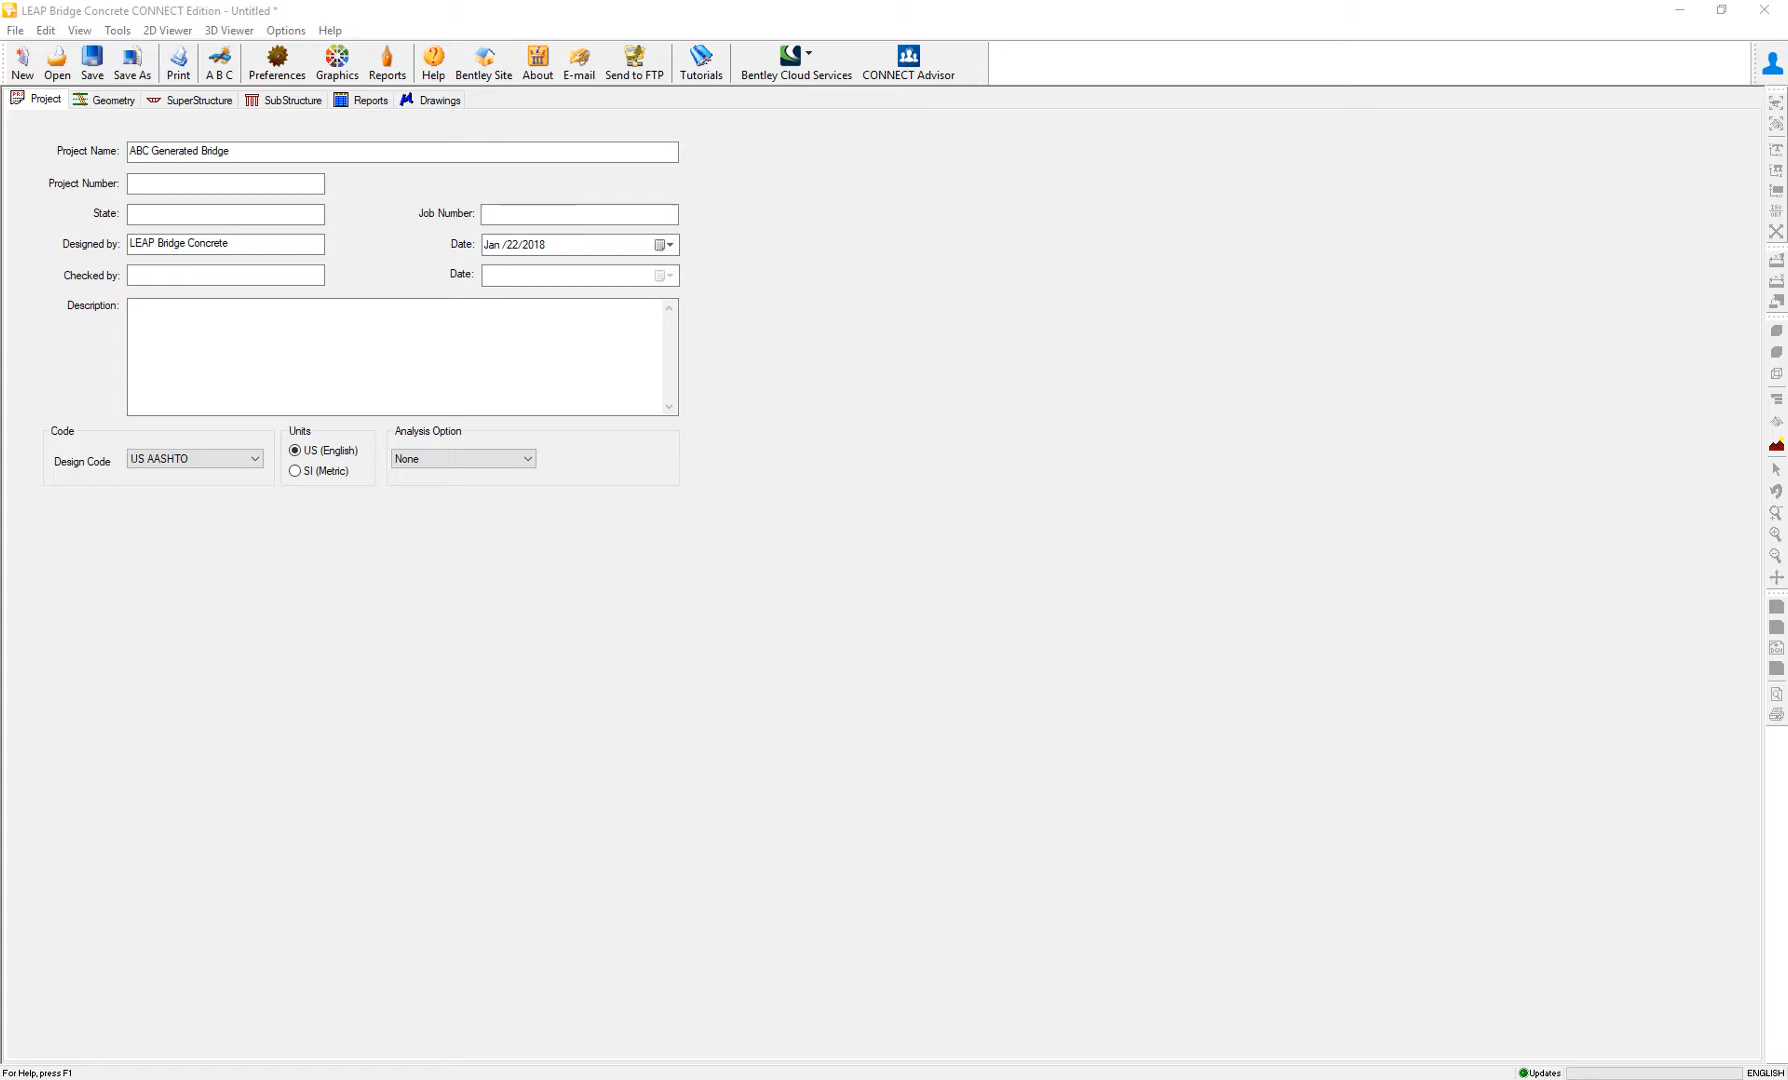 LEAP Bridge Concrete CONNECT Edition - Untitled *
File Edit View Tools 2D Viewer 3D Viewer Options Help
New Open Save Save As Print A B C Preferences Graphics Reports Help Bentley Site About E-mail Send to FTP Tutorials Bentley Cloud Services CONNECT Advisor
Project Geometry SuperStructure SubStructure Reports Drawings
Project Name: ABC Generated Bridge
Project Number:
State: Job Number:
Designed by: LEAP Bridge Concrete Date: Jan /22/2018
Checked by: Date:
Description:
Code Units Analysis Option
Design Code US AASHTO US (English) None
SI (Metric)
For Help, press F1 Updates ENGLISH